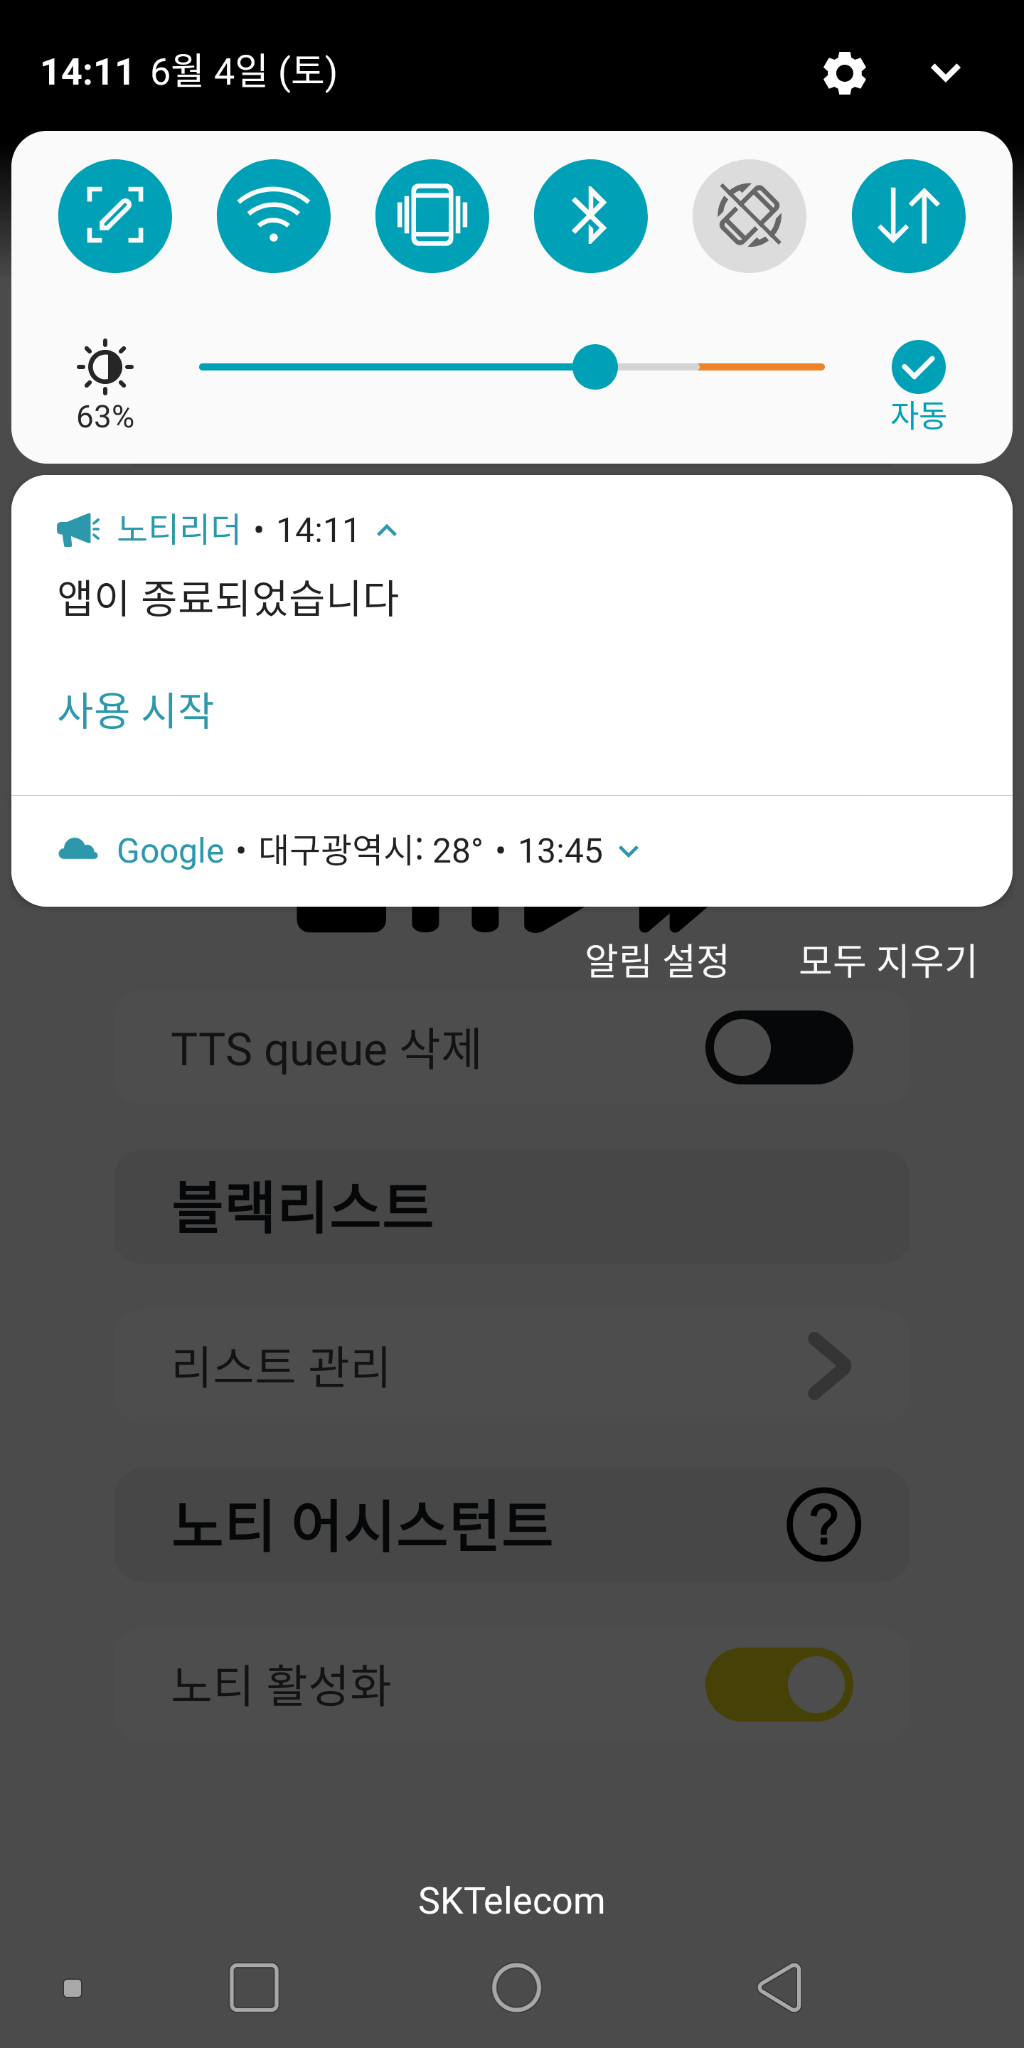 14:11 6월 4일 (토)
63%
자동
노티리더 • 14:11
앱이 종료되었습니다
사용 시작
Google • 대구광역시: 28° • 13:45
알림 설정 모두 지우기
TTS queue 삭제
블랙리스트
리스트 관리
노티 어시스턴트 ?
노티 활성화
SKTelecom